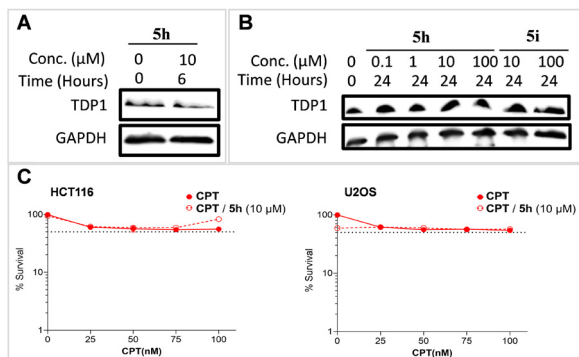 A
5h
Conc. (μM) 0 10
Time (Hours) 0 6
TDP1
GAPDH
B
5h 5i
Conc. (μM) 0 0.1 1 10 100 10 100
Time (Hours) 0 24 24 24 24 24 24
TDP1
GAPDH
C
HCT116
CPT
CPT / 5h (10 μM)
% Survival
100
10
1
0 25 50 75 100
CPT(nM)
U2OS
CPT
CPT / 5h (10 μM)
% Survival
100
10
1
0 25 50 75 100
CPT(nM)